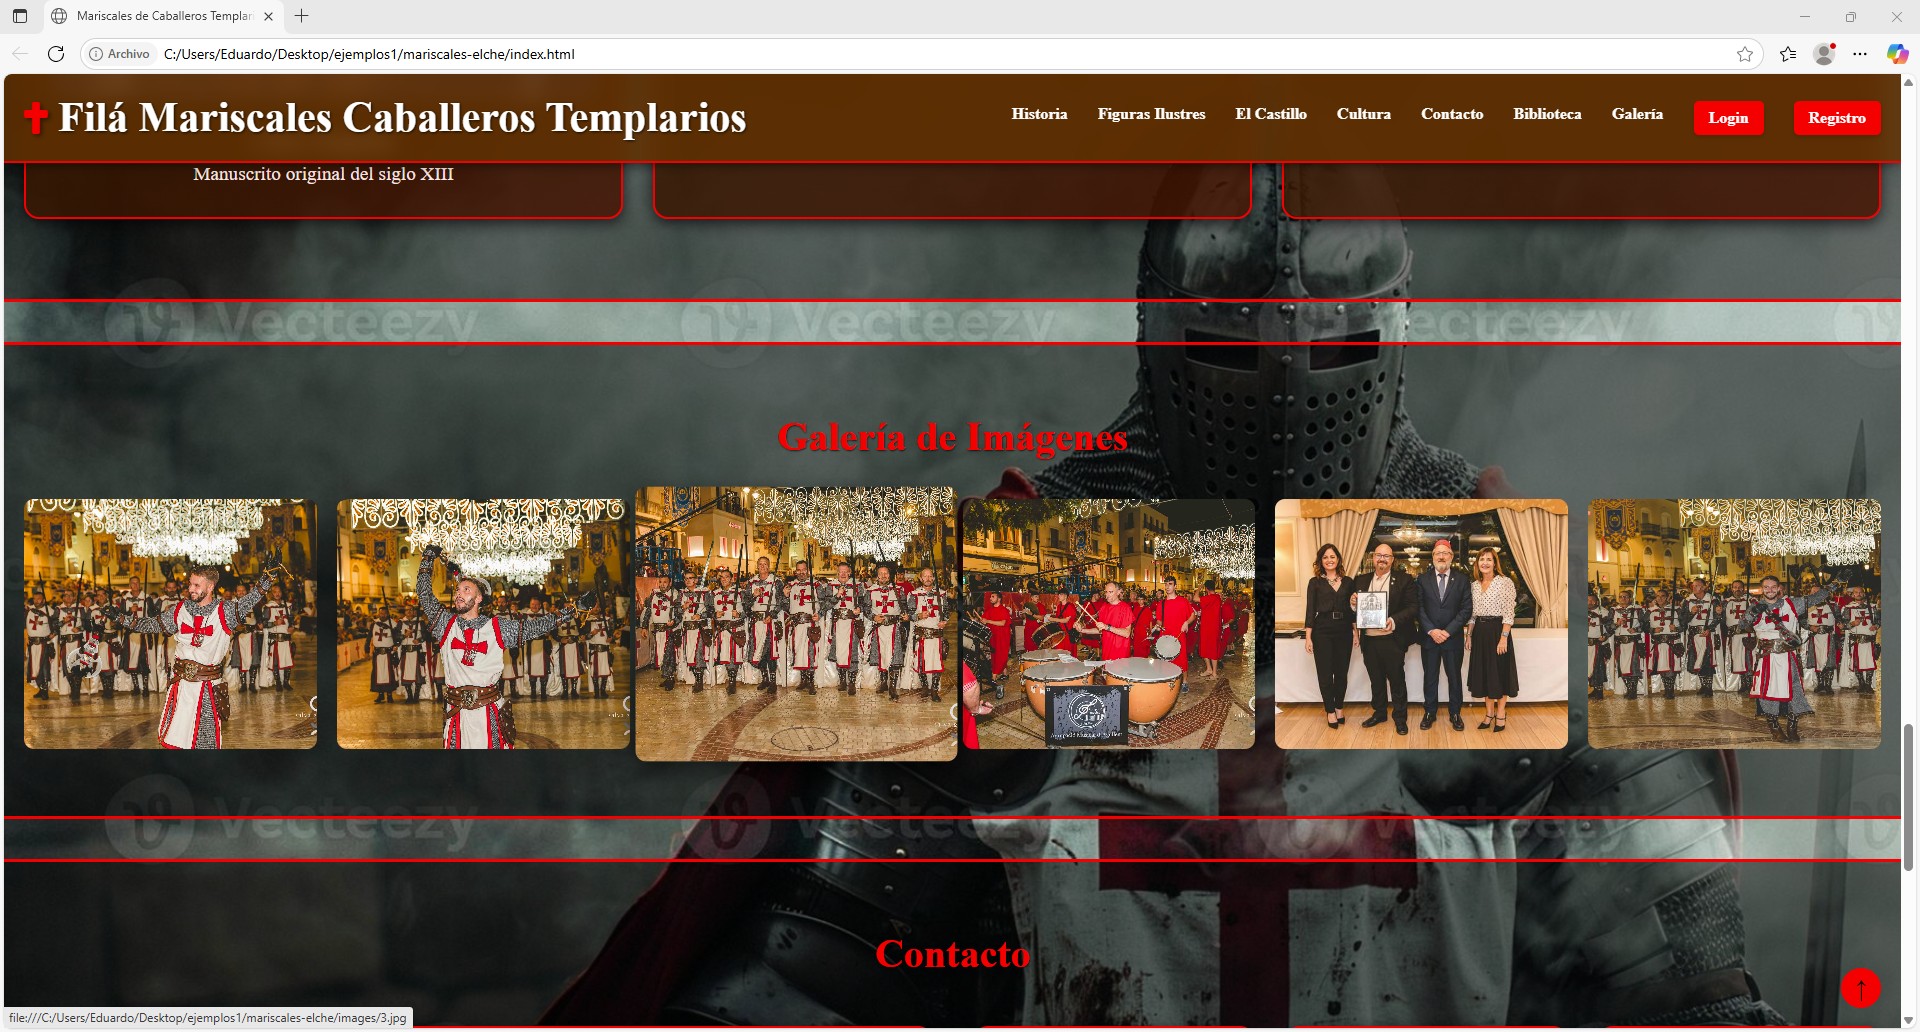 Mariscales de Caballeros Templar
Archivo
C:/Users/Eduardo/Desktop/ejemplos1/mariscales-elche/index.html
Filá Mariscales Caballeros Templarios
Historia
Figuras Ilustres
El Castillo
Cultura
Contacto
Biblioteca
Galería
Login
Registro
Manuscrito original del siglo XIII
Vecteezy
Vecteezy
Vecteezy
Galería de Imágenes
Vecteezy
Vecteezy
Vecteezy
Contacto
↑
file:///C:/Users/Eduardo/Desktop/ejemplos1/mariscales-elche/images/3.jpg